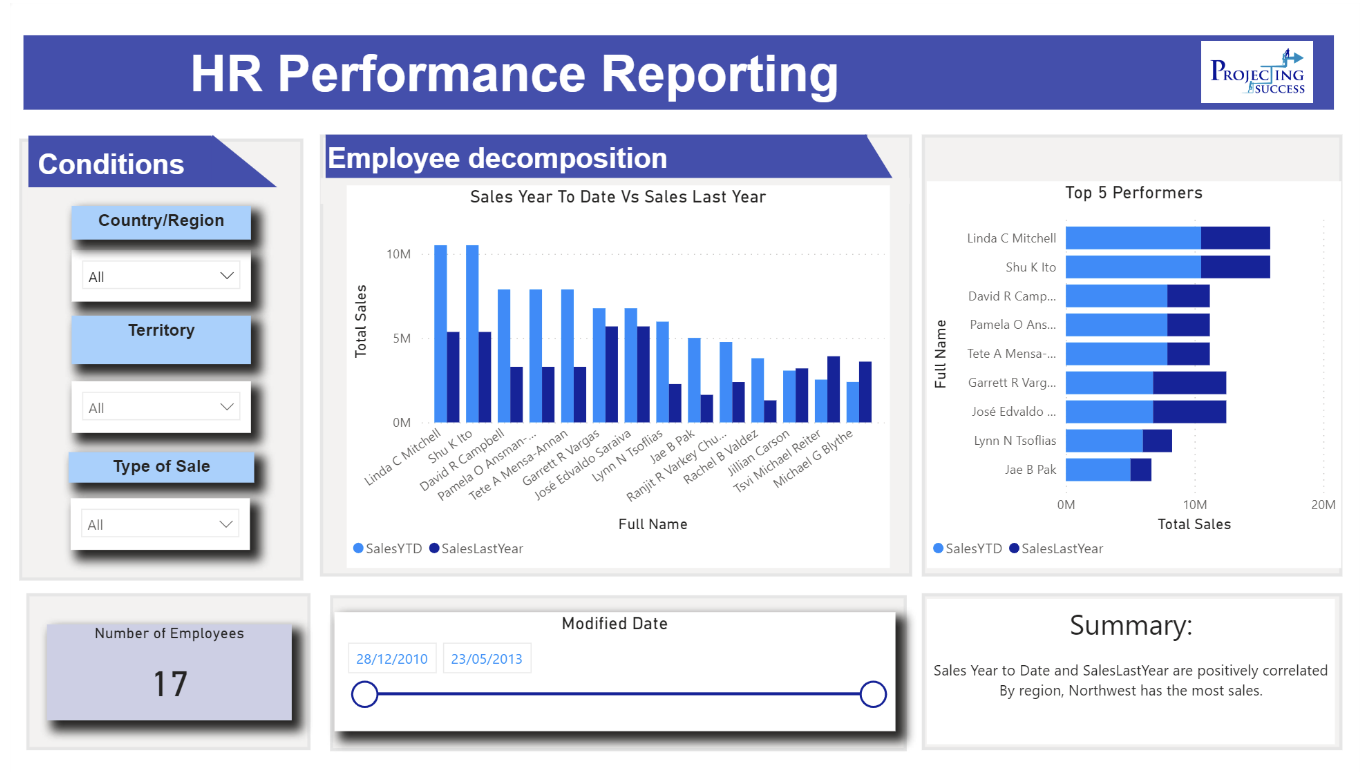 HR Performance Reporting
PROJECTING
SUCCESS
Conditions
Country/Region
All
Territory
All
Type of Sale
All
Employee decomposition
Sales Year To Date Vs Sales Last Year
Total Sales
10M
5M
0M
Linda C Mitchell
Shu K Ito
David R Campbell
Pamela O Ansman-...
Tete A Mensa-Annan
Garrett R Vargas
José Edvaldo Saraiva
Lynn N Tsoflias
Jae B Pak
Ranjit R Varkey Chu...
Rachel B Valdez
Jillian Carson
Tsvi Michael Reiter
Michael G Blythe
Full Name
SalesYTD SalesLastYear
Top 5 Performers
Full Name
Linda C Mitchell
Shu K Ito
David R Camp...
Pamela O Ans...
Tete A Mensa-...
Garrett R Varg...
José Edvaldo ...
Lynn N Tsoflias
Jae B Pak
0M 10M 20M
Total Sales
SalesYTD SalesLastYear
Number of Employees
17
Modified Date
28/12/2010 23/05/2013
Summary:
Sales Year to Date and SalesLastYear are positively correlated
By region, Northwest has the most sales.